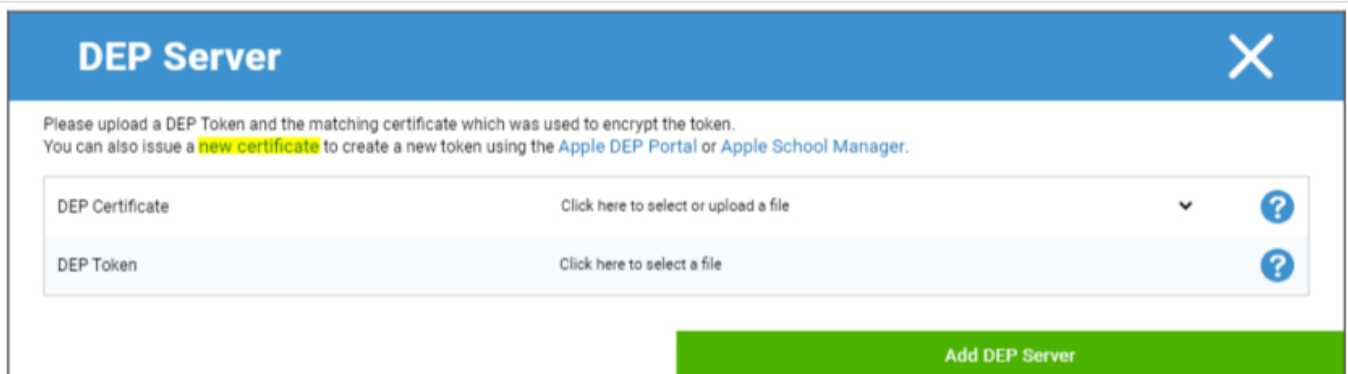 DEP Server
Please upload a DEP Token and the matching certificate which was used to encrypt the token.
You can also issue a new certificate to create a new token using the Apple DEP Portal or Apple School Manager.
DEP Certificate Click here to select or upload a file ?
DEP Token Click here to select a file ?
Add DEP Server